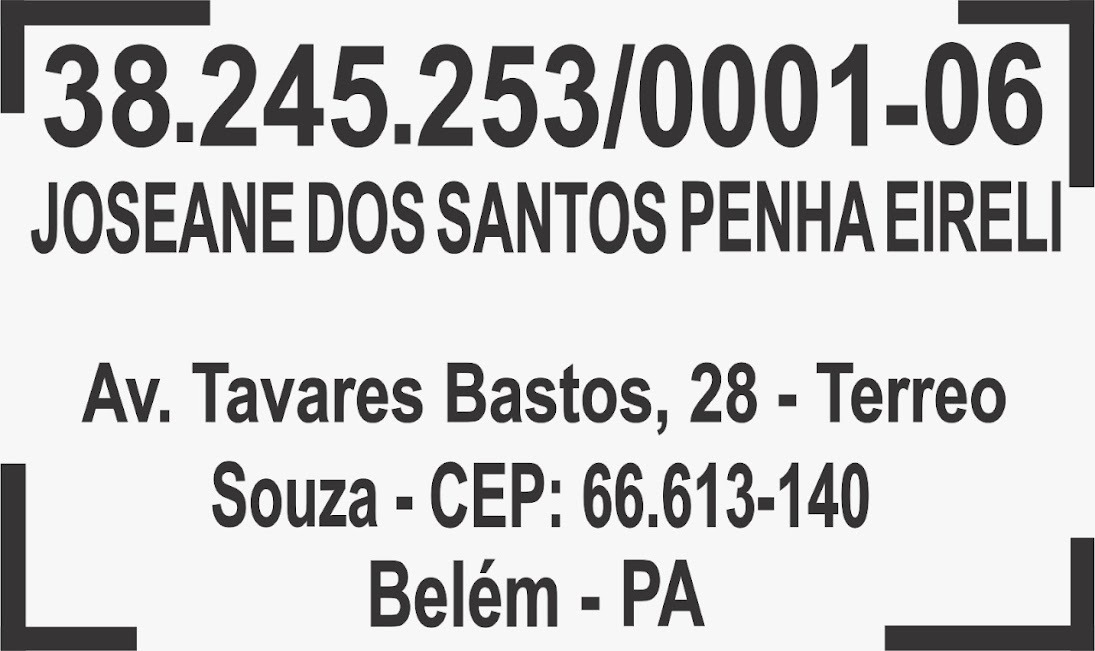 38.245.253/0001-06
JOSEANE DOS SANTOS PENHA EIRELI
Av. Tavares Bastos, 28 - Terreo
Souza - CEP: 66.613-140
Belém - PA